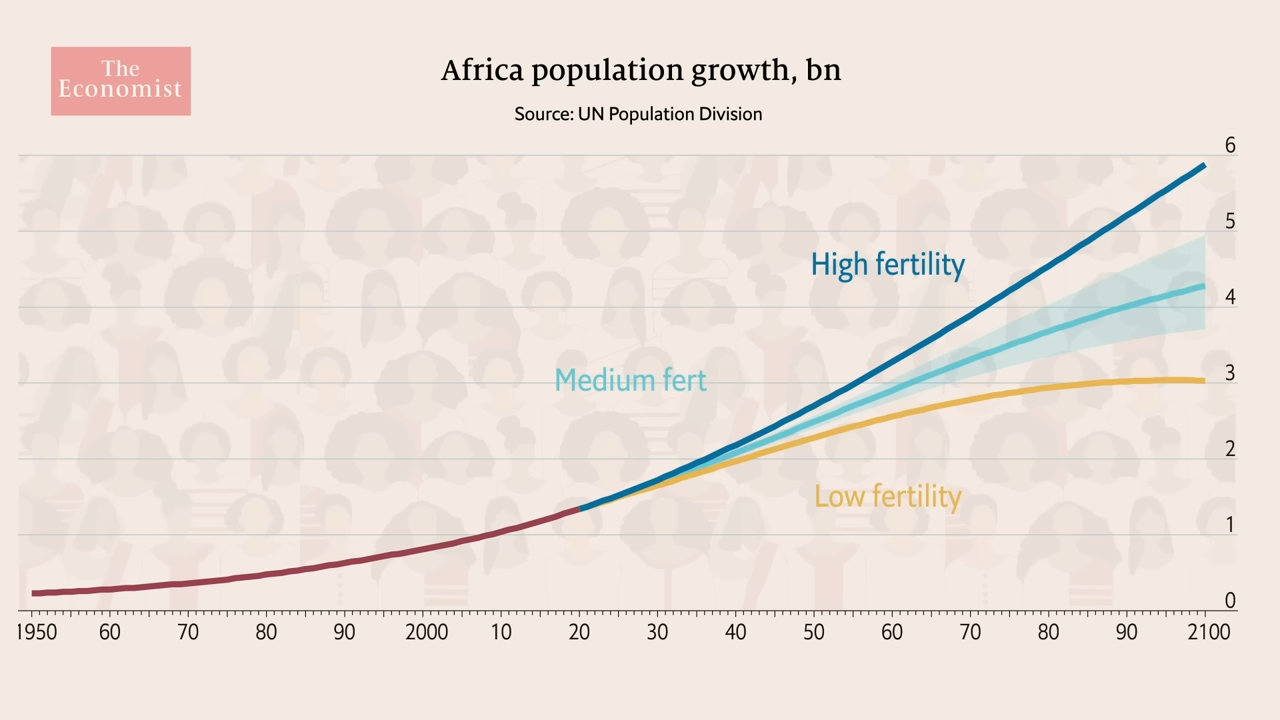 The
Economist
Africa population growth, bn
Source: UN Population Division
6
5
High fertility
4
Medium fert
3
2
Low fertility
1
0
1950 60 70 80 90 2000 10 20 30 40 50 60 70 80 90 2100